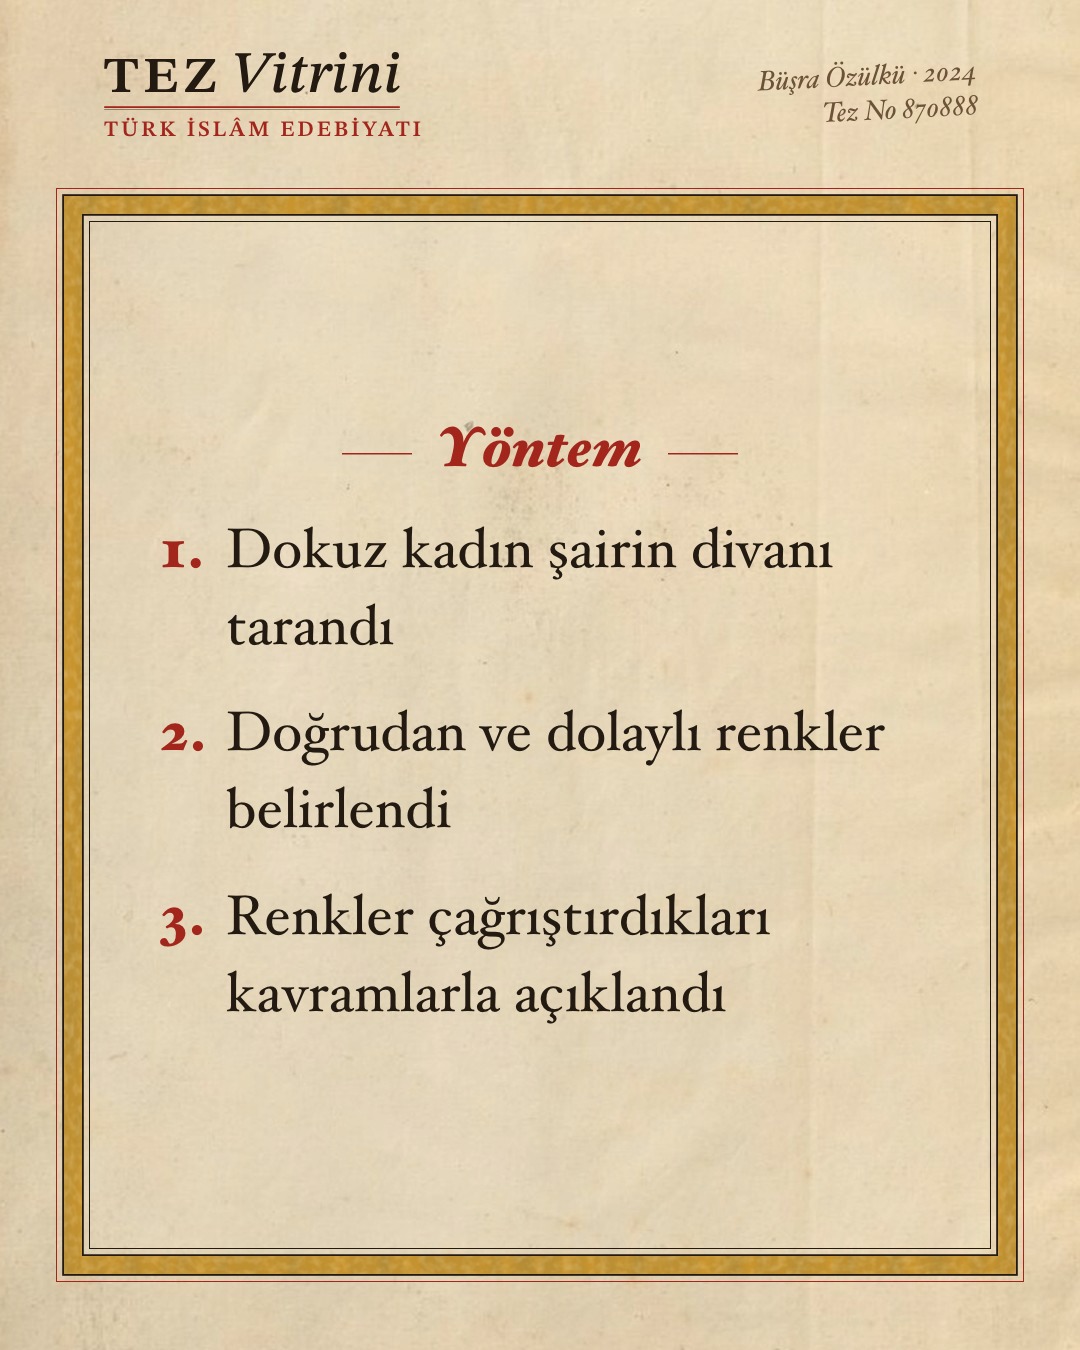 TEZ Vitrini
TÜRK İSLÂM EDEBİYATI
Büşra Özülkü · 2024
Tez No 870888
Yöntem
1. Dokuz kadın şairin divanı
tarandı
2. Doğrudan ve dolaylı renkler
belirlendi
3. Renkler çağrıştırdıkları
kavramlarla açıklandı